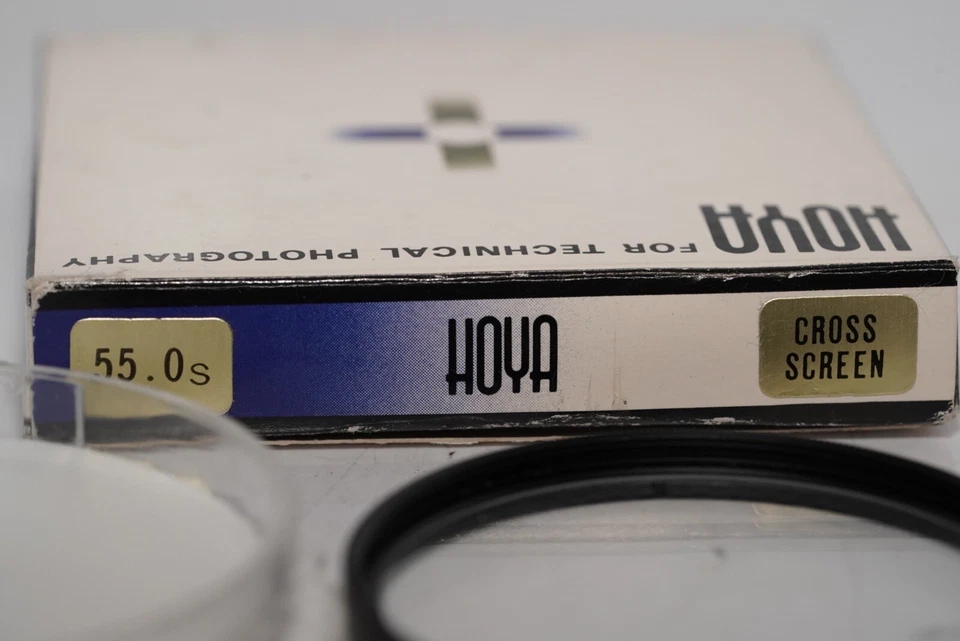 HOYA
FOR TECHNICAL PHOTOGRAPHY
55.0s
HOYA
CROSS
SCREEN